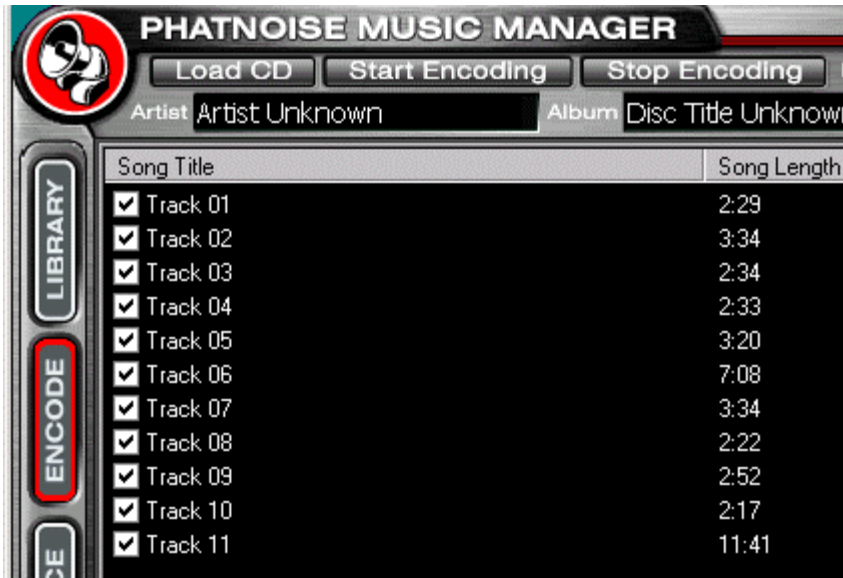 PHATNOISE MUSIC MANAGER
Load CD Start Encoding Stop Encoding
Artist Artist Unknown Album Disc Title Unknown
Song Title Song Length
Track 01 2:29
Track 02 3:34
Track 03 2:34
Track 04 2:33
Track 05 3:20
Track 06 7:08
Track 07 3:34
Track 08 2:22
Track 09 2:52
Track 10 2:17
Track 11 11:41
LIBRARY
ENCODE